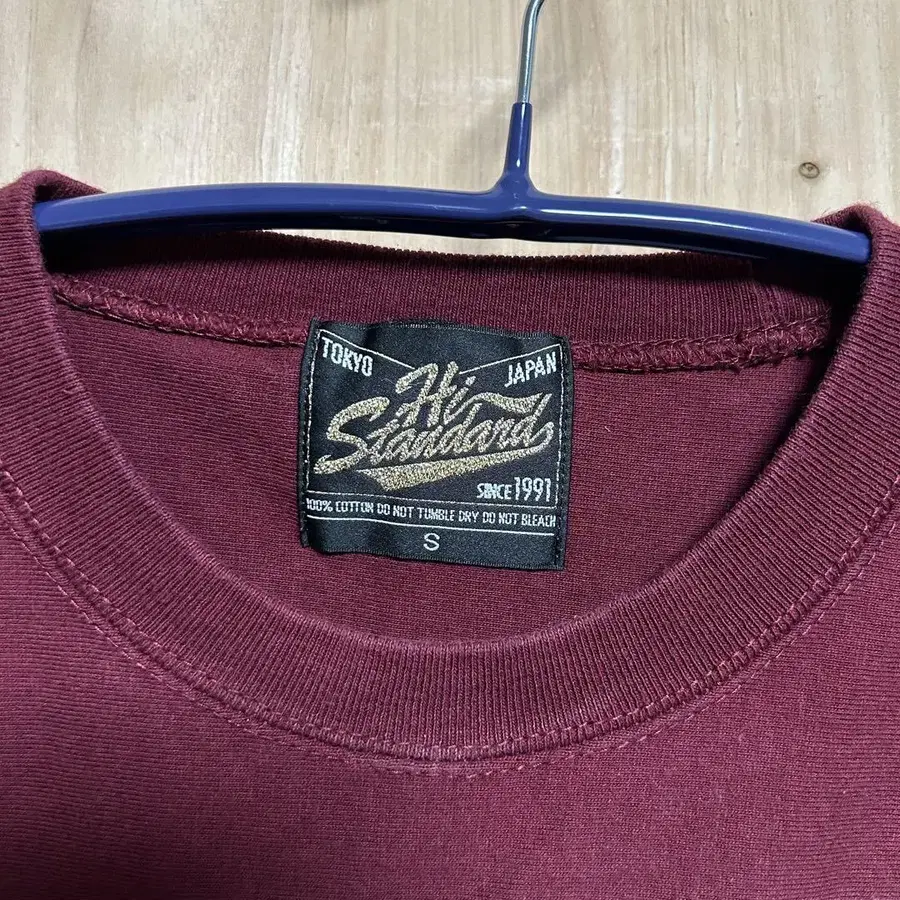 TOKYO JAPAN
Hi-
Standard
SINCE 1991
100% COTTON DO NOT TUMBLE DRY DO NOT BLEACH
S